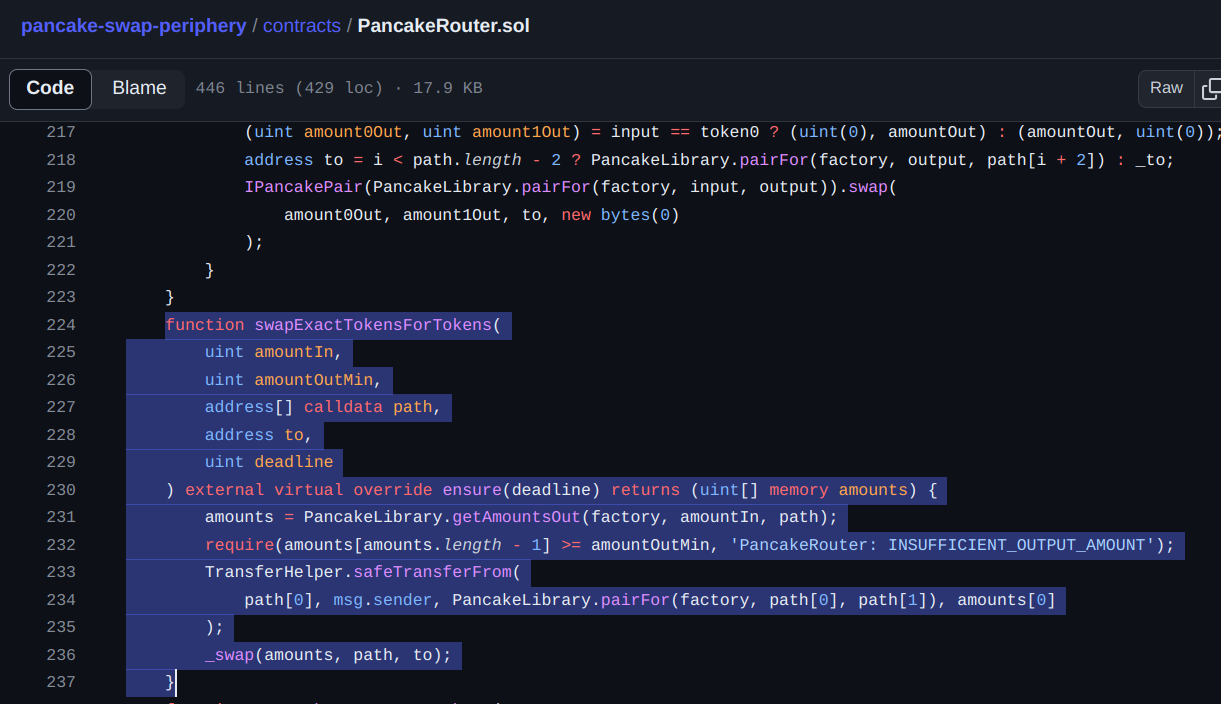 pancake-swap-periphery / contracts / PancakeRouter.sol
Code Blame 446 lines (429 loc) · 17.9 KB Raw
217 (uint amount0Out, uint amount1Out) = input == token0 ? (uint(0), amountOut) : (amountOut, uint(0));
218 address to = i < path.length - 2 ? PancakeLibrary.pairFor(factory, output, path[i + 2]) : _to;
219 IPancakePair(PancakeLibrary.pairFor(factory, input, output)).swap(
220 amount0Out, amount1Out, to, new bytes(0)
221 );
222 }
223 }
224 function swapExactTokensForTokens(
225 uint amountIn,
226 uint amountOutMin,
227 address[] calldata path,
228 address to,
229 uint deadline
230 ) external virtual override ensure(deadline) returns (uint[] memory amounts) {
231 amounts = PancakeLibrary.getAmountsOut(factory, amountIn, path);
232 require(amounts[amounts.length - 1] >= amountOutMin, 'PancakeRouter: INSUFFICIENT_OUTPUT_AMOUNT');
233 TransferHelper.safeTransferFrom(
234 path[0], msg.sender, PancakeLibrary.pairFor(factory, path[0], path[1]), amounts[0]
235 );
236 _swap(amounts, path, to);
237 }